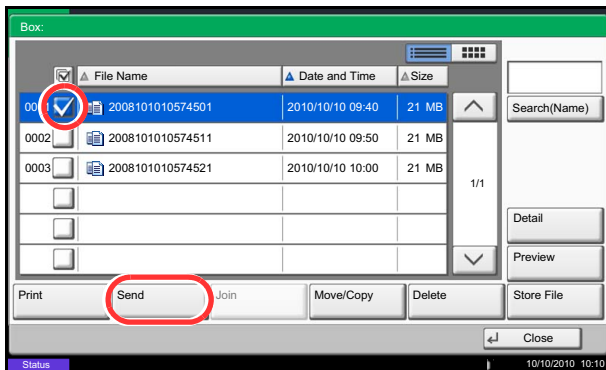 Box:
File Name Date and Time Size
2008101010574501 2010/10/10 09:40 21 MB
Search(Name)
0002 2008101010574511 2010/10/10 09:50 21 MB
0003 2008101010574521 2010/10/10 10:00 21 MB
1/1
Detail
Preview
Print Send Join Move/Copy Delete Store File
Close
Status 10/10/2010 10:10